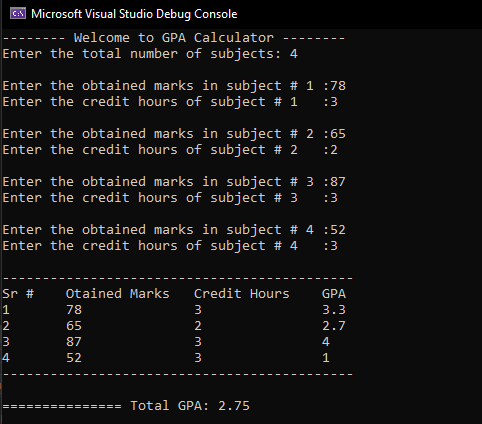 Microsoft Visual Studio Debug Console
-------- Welcome to GPA Calculator --------
Enter the total number of subjects: 4
Enter the obtained marks in subject # 1 :78
Enter the credit hours of subject # 1   :3
Enter the obtained marks in subject # 2 :65
Enter the credit hours of subject # 2   :2
Enter the obtained marks in subject # 3 :87
Enter the credit hours of subject # 3   :3
Enter the obtained marks in subject # 4 :52
Enter the credit hours of subject # 4   :3
--------------------------------------------
Sr #    Otained Marks   Credit Hours    GPA
1       78              3               3.3
2       65              2               2.7
3       87              3               4
4       52              3               1
--------------------------------------------
=============== Total GPA: 2.75